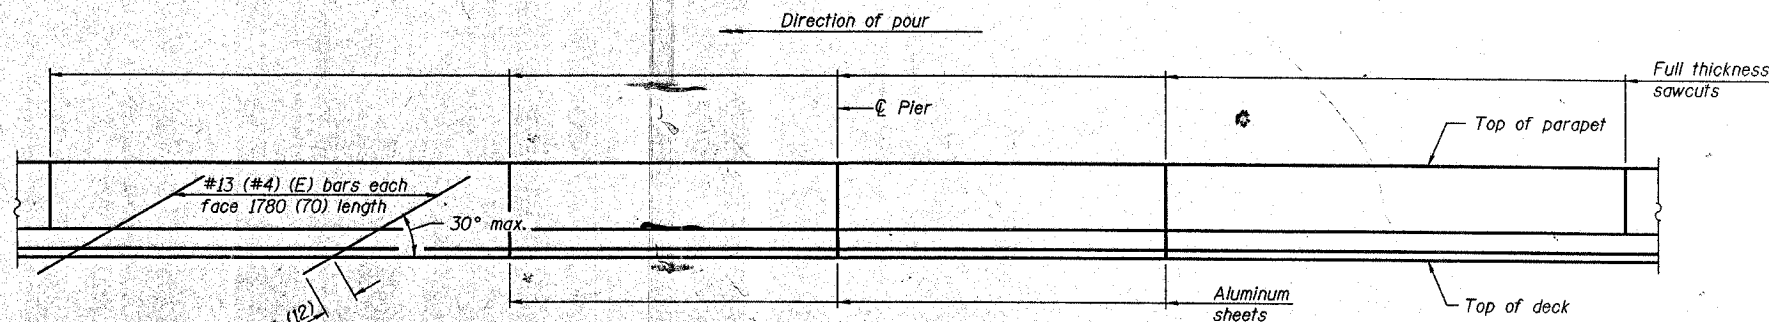 Direction of pour
Full thickness
sawcuts
℄ Pier
Top of parapet
#13 (#4) (E) bars each
face 1780 (70) length
30° max.
(12)
Aluminum
sheets
Top of deck